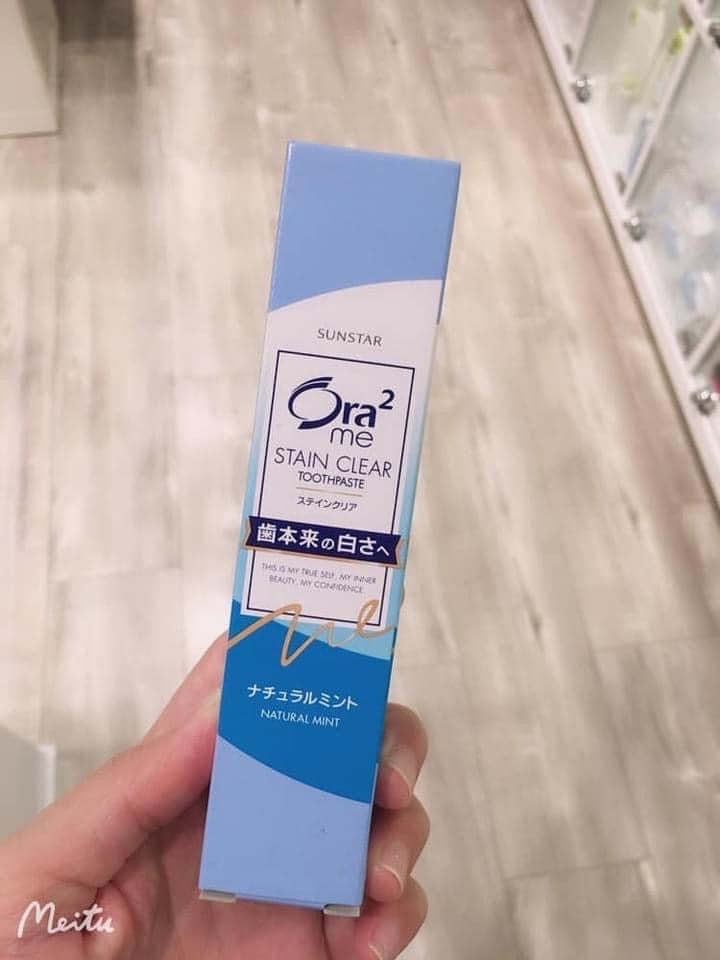 SUNSTAR
Ora²
me
STAIN CLEAR
TOOTHPASTE
ステインクリア
歯本来の白さへ
THIS IS MY TRUE SELF, MY INNER
BEAUTY, MY CONFIDENCE.
me
ナチュラルミント
NATURAL MINT
Meitu